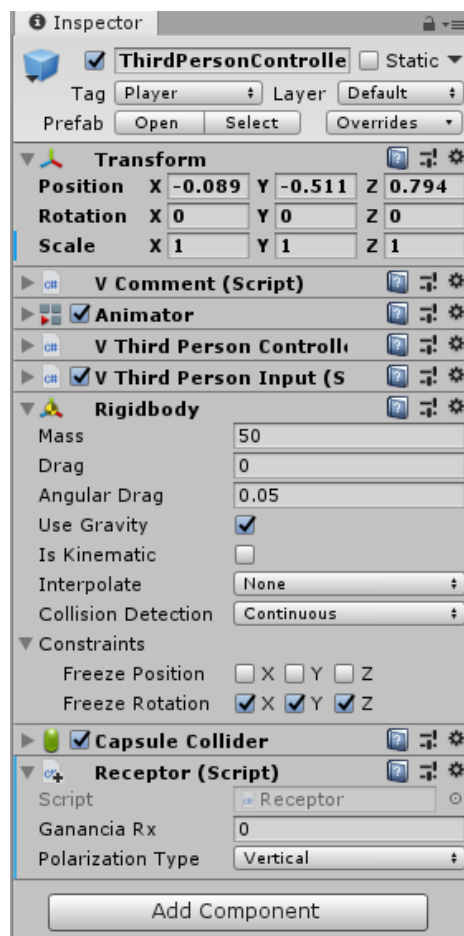 Inspector
ThirdPersonControlle Static
Tag Player Layer Default
Prefab Open Select Overrides
Transform
Position X -0.089 Y -0.511 Z 0.794
Rotation X 0 Y 0 Z 0
Scale X 1 Y 1 Z 1
V Comment (Script)
Animator
V Third Person Controll
V Third Person Input (S
Rigidbody
Mass 50
Drag 0
Angular Drag 0.05
Use Gravity
Is Kinematic
Interpolate None
Collision Detection Continuous
Constraints
Freeze Position X Y Z
Freeze Rotation X Y Z
Capsule Collider
Receptor (Script)
Script Receptor
Ganancia Rx 0
Polarization Type Vertical
Add Component